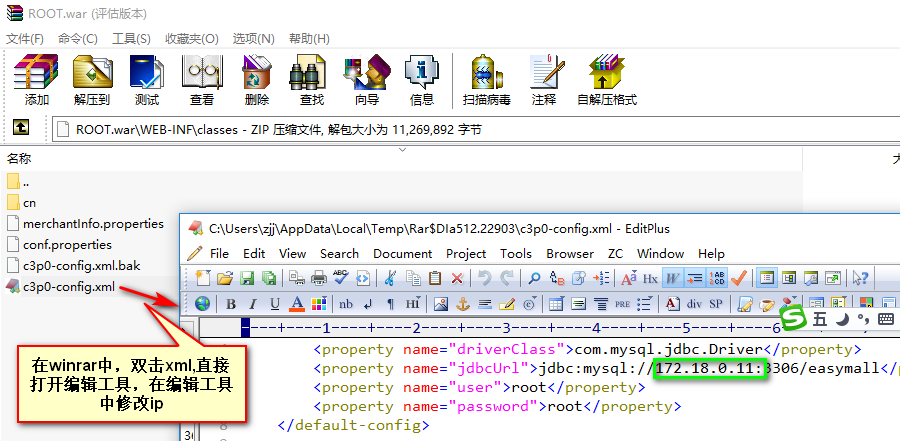 ROOT.war (评估版本)
文件(F) 命令(C) 工具(S) 收藏夹(O) 选项(N) 帮助(H)
添加 解压到 测试 查看 删除 查找 向导 信息 扫描病毒 注释 自解压格式
ROOT.war\WEB-INF\classes - ZIP 压缩文件, 解包大小为 11,269,892 字节
名称
..
cn
merchantInfo.properties
conf.properties
c3p0-config.xml.bak
c3p0-config.xml
C:\Users\zjj\AppData\Local\Temp\Rar$DIa512.22903\c3p0-config.xml - EditPlus
File Edit View Search Document Project Tools Browser ZC Window Help
B I U A nb ¶ HI A div SP
五
----+----1----+----2----+----3----+----4----+----5----+----6----+----7
<property name="driverClass">com.mysql.jdbc.Driver</property>
<property name="jdbcUrl">jdbc:mysql://172.18.0.11:3306/easymall</p
<property name="user">root</property>
<property name="password">root</property>
</default-config>
在winrar中，双击xml,直接
打开编辑工具，在编辑工具
中修改ip